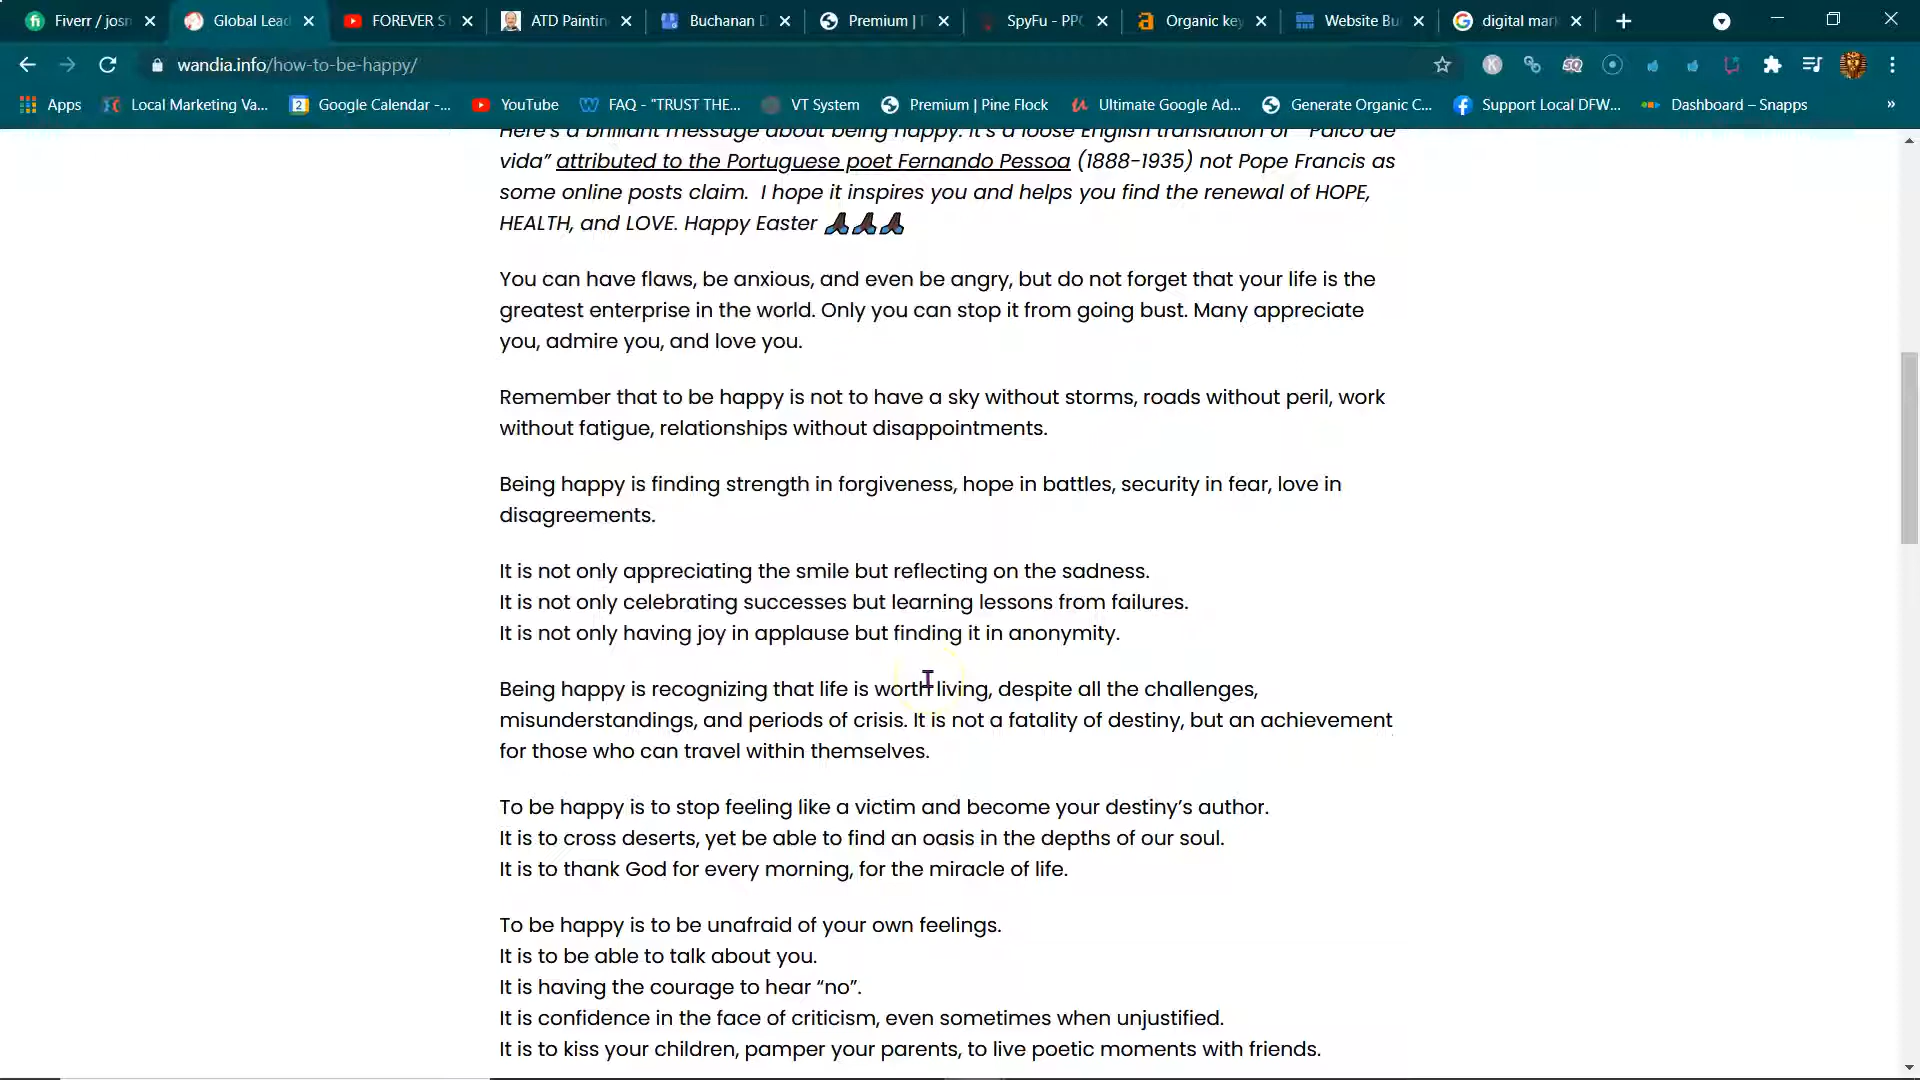 Fiverr / josh
Global Lead
FOREVER S
ATD Paintin
Buchanan D
Premium |
SpyFu - PPC
Organic key
Website Bu
digital mar
wandia.info/how-to-be-happy/
Apps
Local Marketing Va...
Google Calendar -...
YouTube
FAQ - "TRUST THE...
VT System
Premium | Pine Flock
Ultimate Google Ad...
Generate Organic C...
Support Local DFW...
Dashboard – Snapps
»
Here's a brilliant message about being happy. It's a loose English translation of "Palco de
vida” attributed to the Portuguese poet Fernando Pessoa (1888-1935) not Pope Francis as
some online posts claim. I hope it inspires you and helps you find the renewal of HOPE,
HEALTH, and LOVE. Happy Easter
You can have flaws, be anxious, and even be angry, but do not forget that your life is the
greatest enterprise in the world. Only you can stop it from going bust. Many appreciate
you, admire you, and love you.
Remember that to be happy is not to have a sky without storms, roads without peril, work
without fatigue, relationships without disappointments.
Being happy is finding strength in forgiveness, hope in battles, security in fear, love in
disagreements.
It is not only appreciating the smile but reflecting on the sadness.
It is not only celebrating successes but learning lessons from failures.
It is not only having joy in applause but finding it in anonymity.
Being happy is recognizing that life is worth living, despite all the challenges,
misunderstandings, and periods of crisis. It is not a fatality of destiny, but an achievement
for those who can travel within themselves.
To be happy is to stop feeling like a victim and become your destiny’s author.
It is to cross deserts, yet be able to find an oasis in the depths of our soul.
It is to thank God for every morning, for the miracle of life.
To be happy is to be unafraid of your own feelings.
It is to be able to talk about you.
It is having the courage to hear “no”.
It is confidence in the face of criticism, even sometimes when unjustified.
It is to kiss your children, pamper your parents, to live poetic moments with friends.